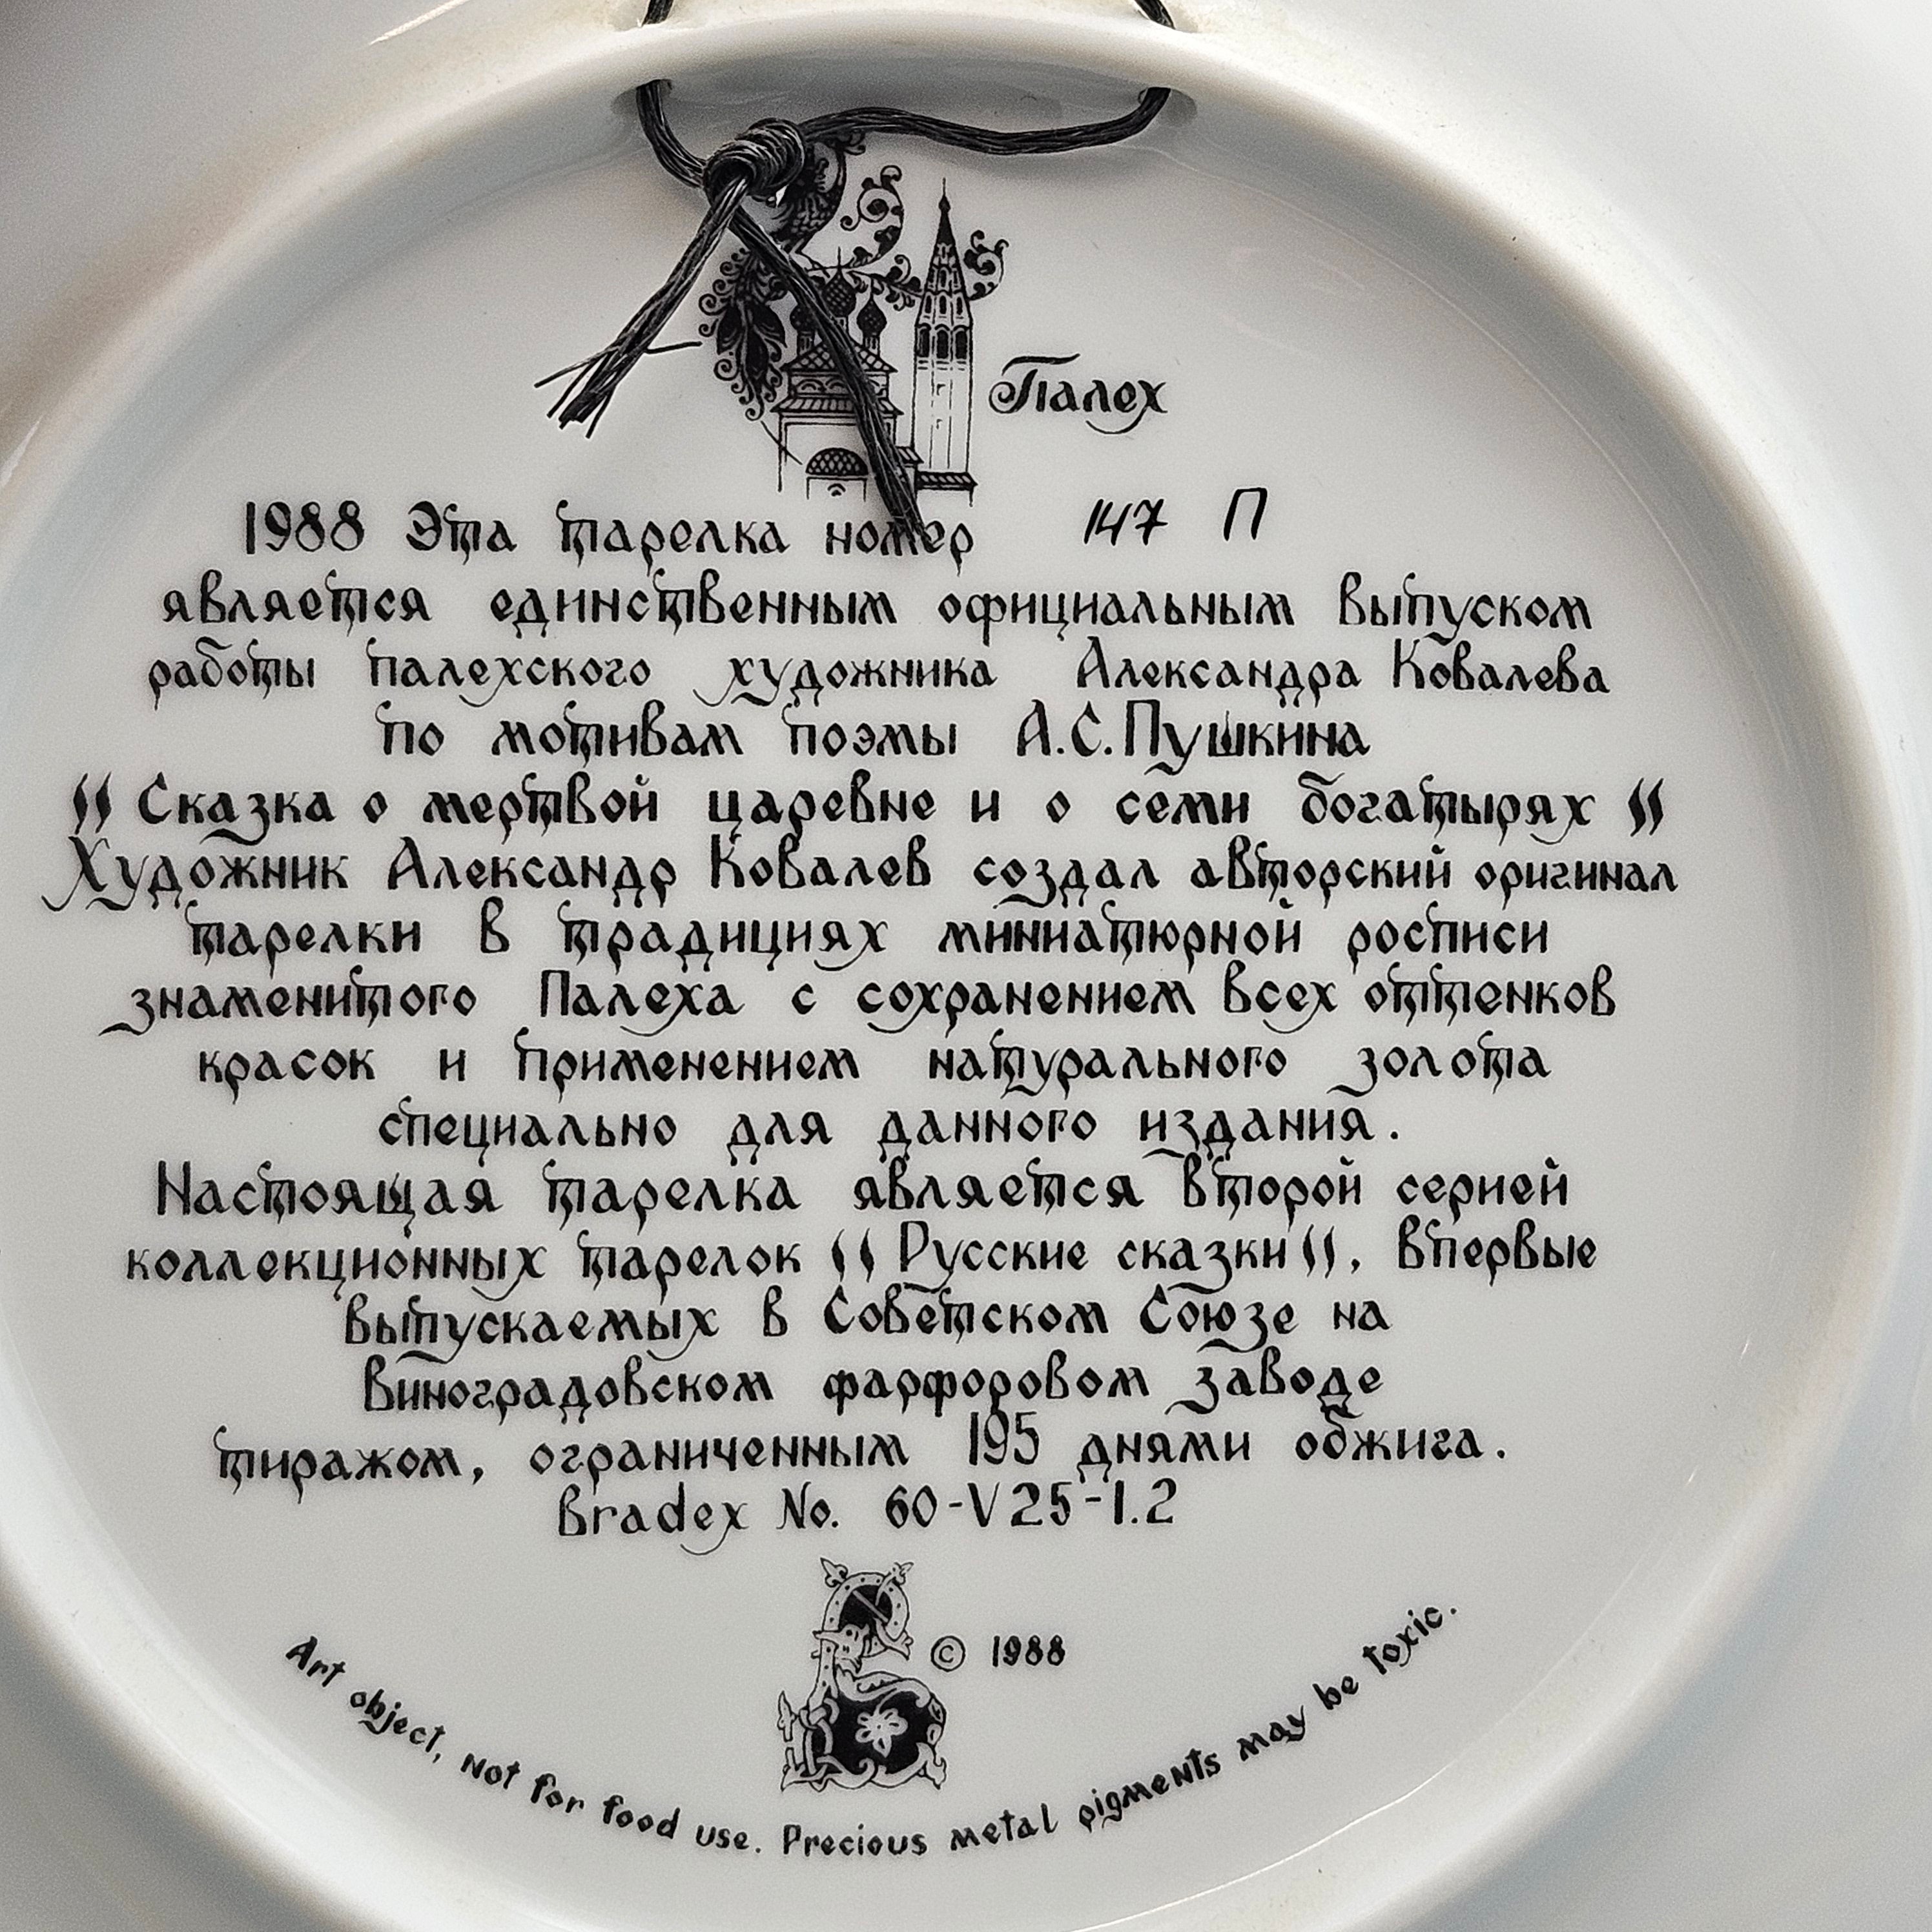 Палех
1988 Эта тарелка номер 147 П
является единственным официальным выпуском
работы палехского художника Александра Ковалева
по мотивам поэмы А.С.Пушкина
"Сказка о мертвой царевне и о семи богатырях"
Художник Александр Ковалев создал авторский оригинал
тарелки в традициях миниатюрной росписи
знаменитого Палеха с сохранением всех оттенков
красок и применением натурального золота
специально для данного издания.
Настоящая тарелка является второй серией
коллекционных тарелок "Русские сказки", впервые
выпускаемых в Советском Союзе на
Виноградовском фарфоровом заводе
тиражом, ограниченным 195 днями обжига.
Bradex No. 60-V25-1.2
© 1988
Art object, not for food use. Precious metal pigments may be toxic.